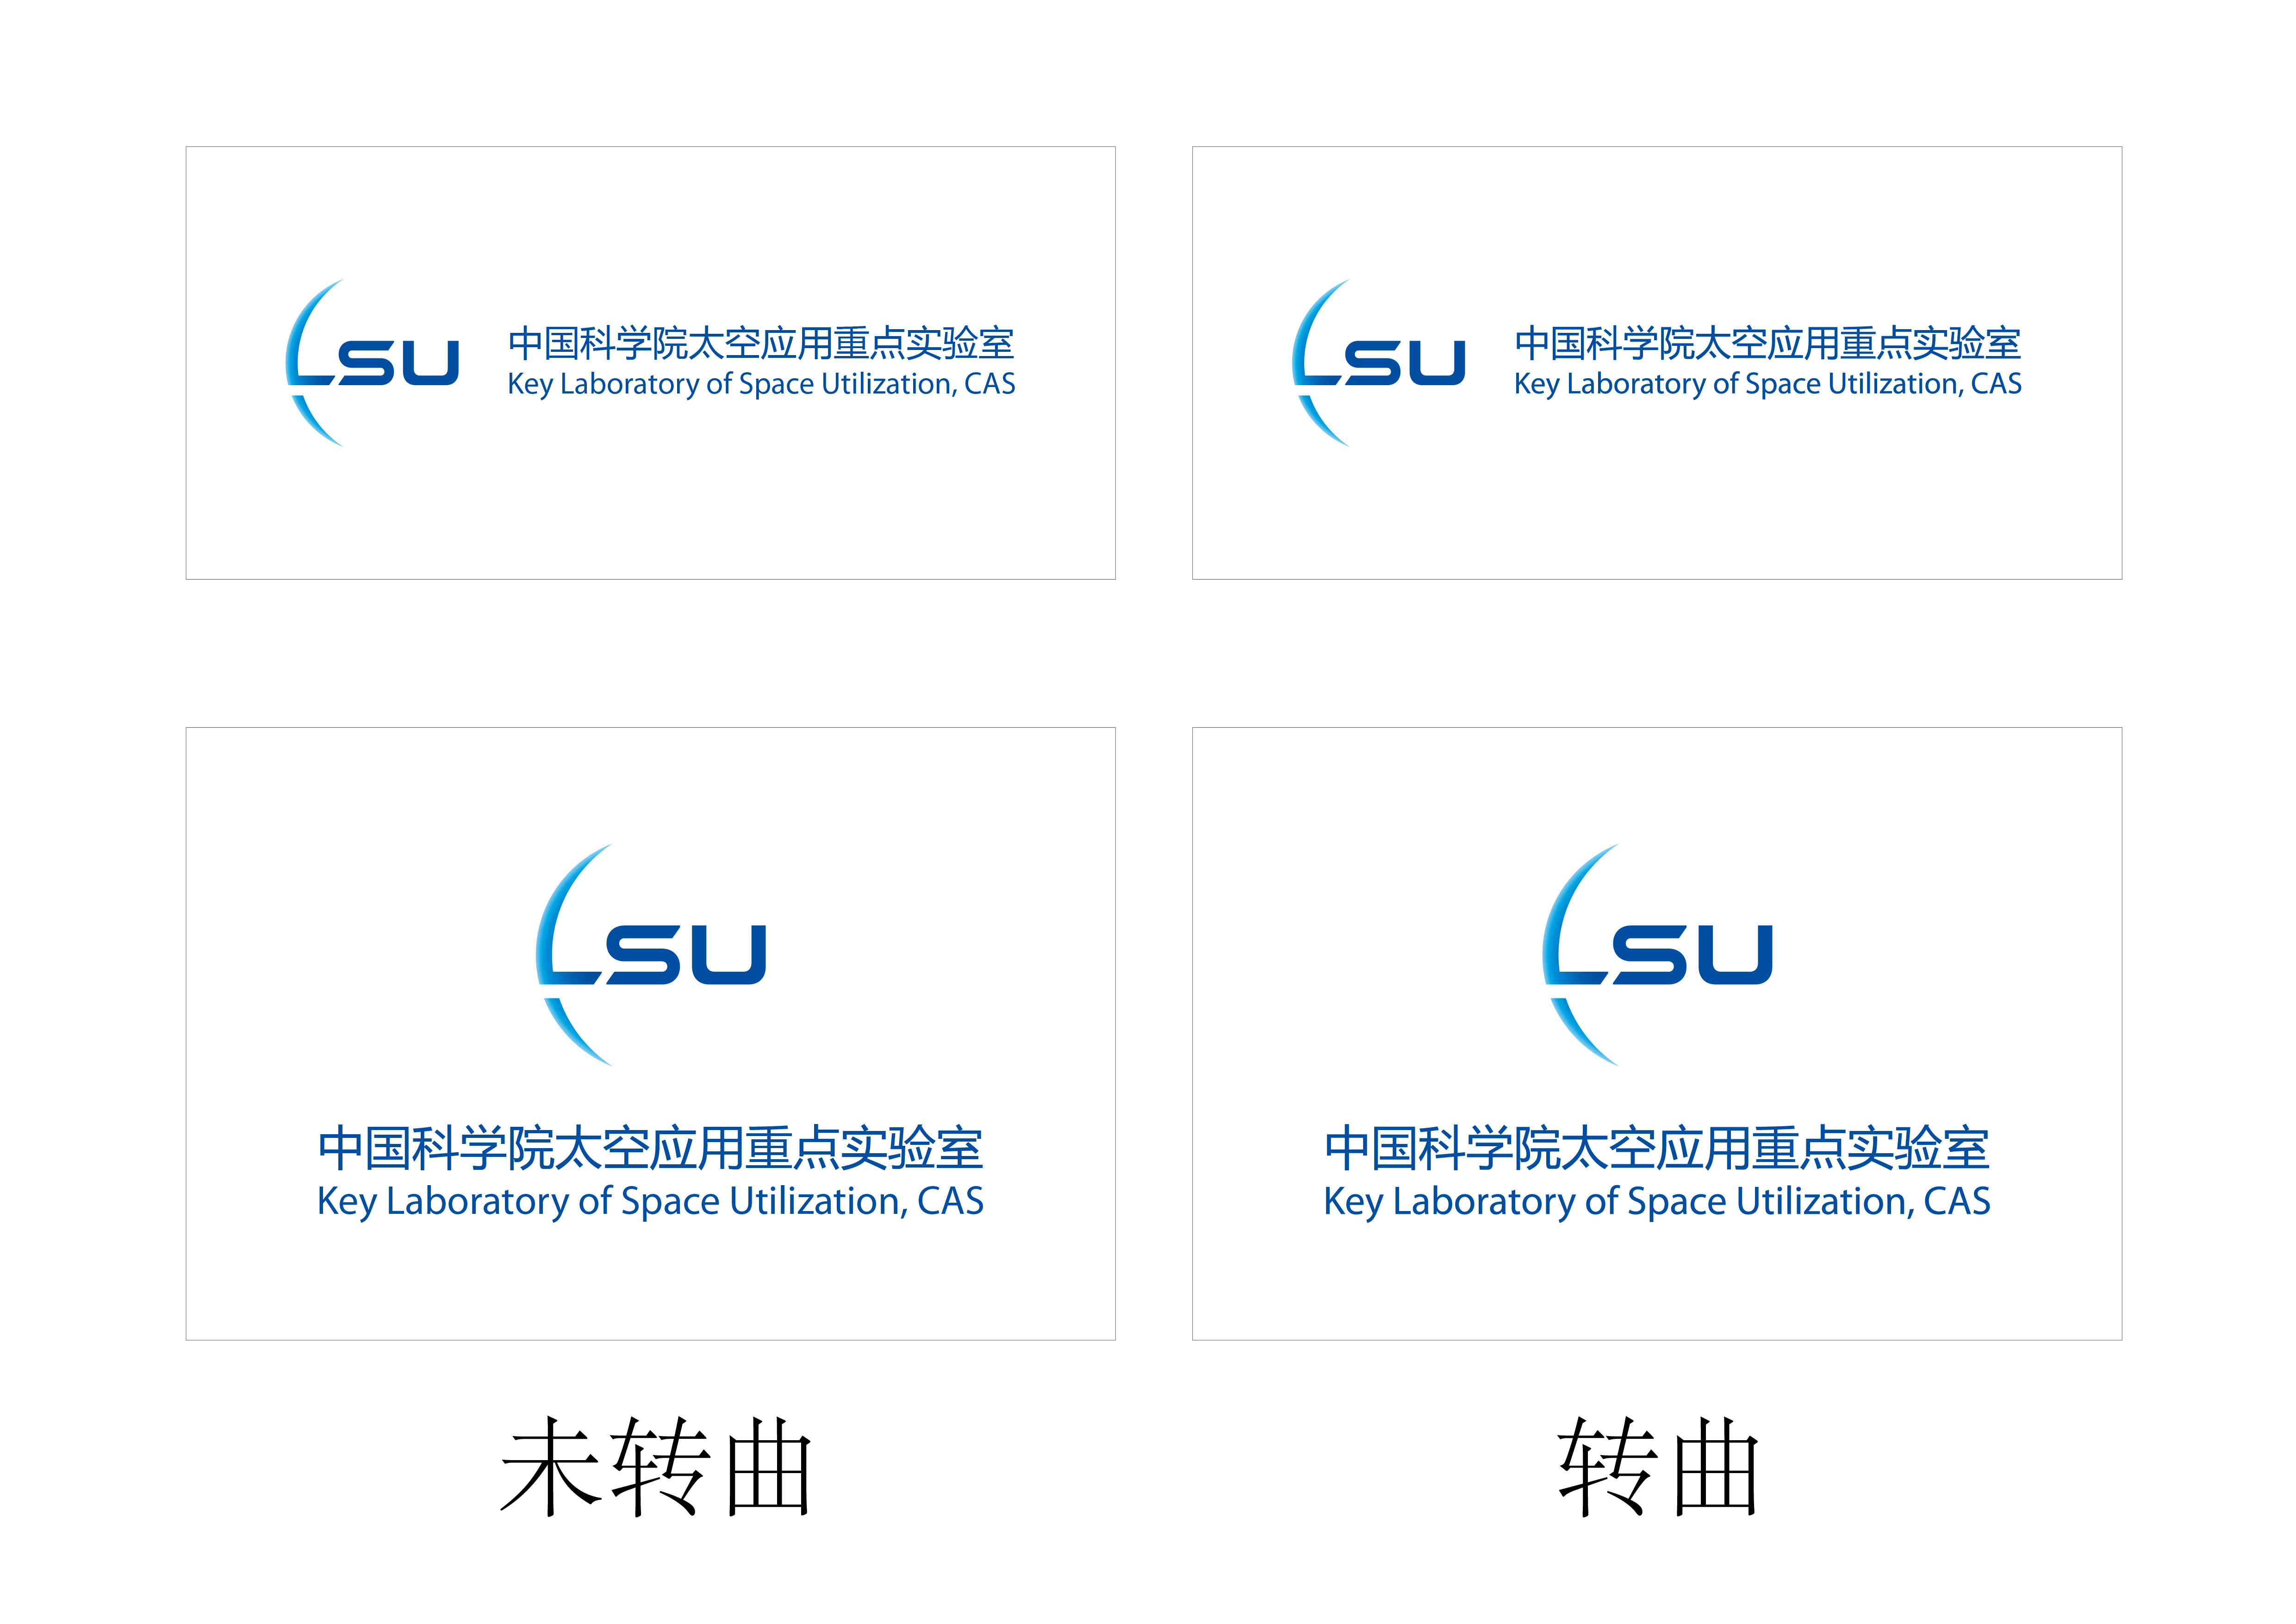 LSU
中国科学院太空应用重点实验室
Key Laboratory of Space Utilization, CAS
LSU
中国科学院太空应用重点实验室
Key Laboratory of Space Utilization, CAS
LSU
中国科学院太空应用重点实验室
Key Laboratory of Space Utilization, CAS
LSU
中国科学院太空应用重点实验室
Key Laboratory of Space Utilization, CAS
未转曲
转曲